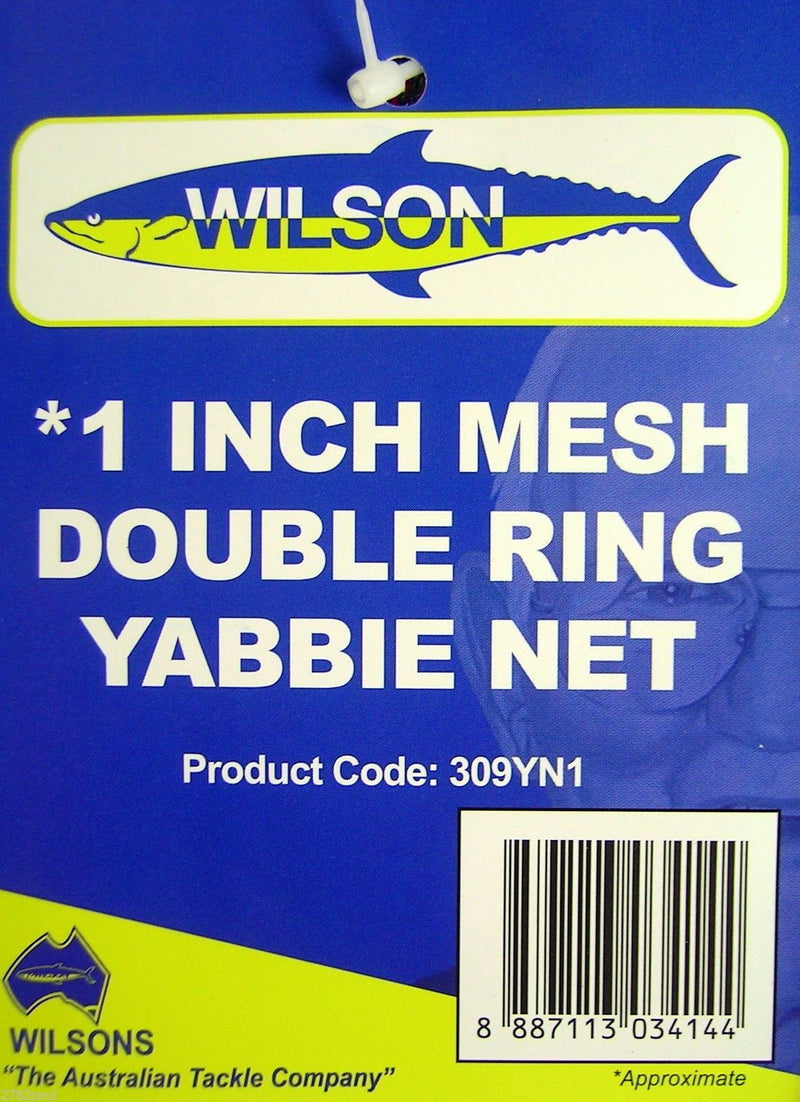 WILSON
*1 INCH MESH
DOUBLE RING
YABBIE NET
Product Code: 309YN1
8 887113 034144
WILSONS
"The Australian Tackle Company"
*Approximate